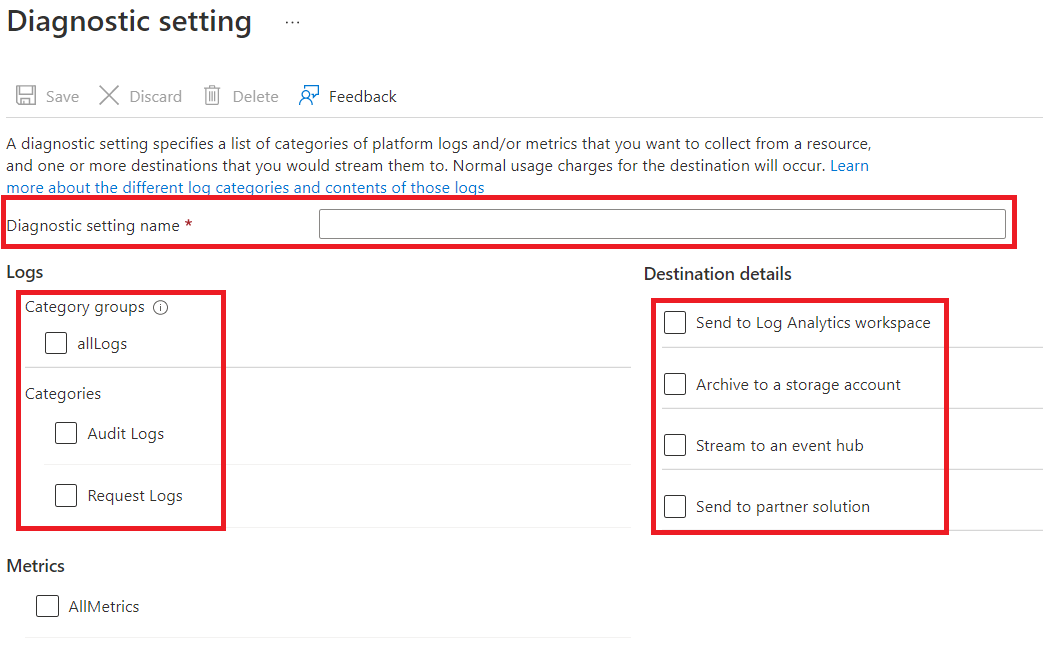 Diagnostic setting ...
Save Discard Delete Feedback
A diagnostic setting specifies a list of categories of platform logs and/or metrics that you want to collect from a resource,
and one or more destinations that you would stream them to. Normal usage charges for the destination will occur. Learn
more about the different log categories and contents of those logs
Diagnostic setting name *
Logs
Category groups
allLogs
Categories
Audit Logs
Request Logs
Metrics
AllMetrics
Destination details
Send to Log Analytics workspace
Archive to a storage account
Stream to an event hub
Send to partner solution